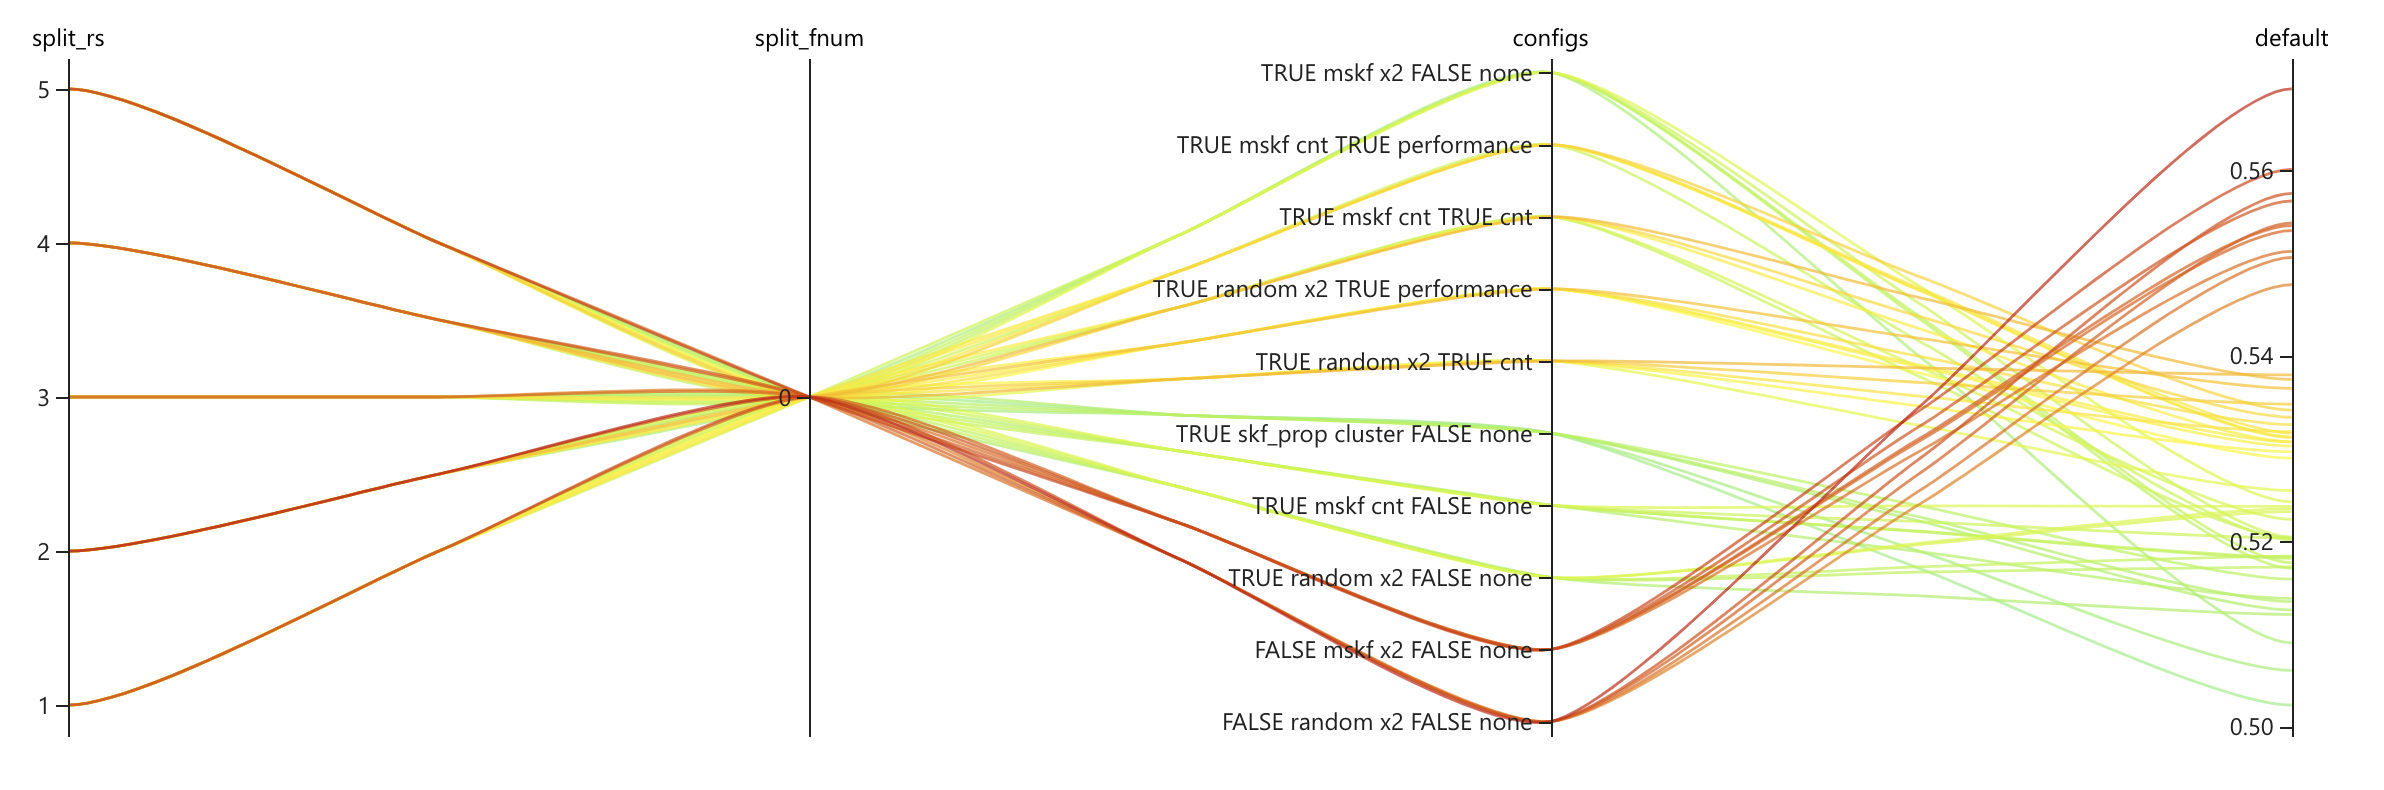 split_rs
split_fnum
configs
default
5
4
3
2
1
0
TRUE mskf x2 FALSE none
TRUE mskf cnt TRUE performance
TRUE mskf cnt TRUE cnt
TRUE random x2 TRUE performance
TRUE random x2 TRUE cnt
TRUE skf_prop cluster FALSE none
TRUE mskf cnt FALSE none
TRUE random x2 FALSE none
FALSE mskf x2 FALSE none
FALSE random x2 FALSE none
0.56
0.54
0.52
0.50